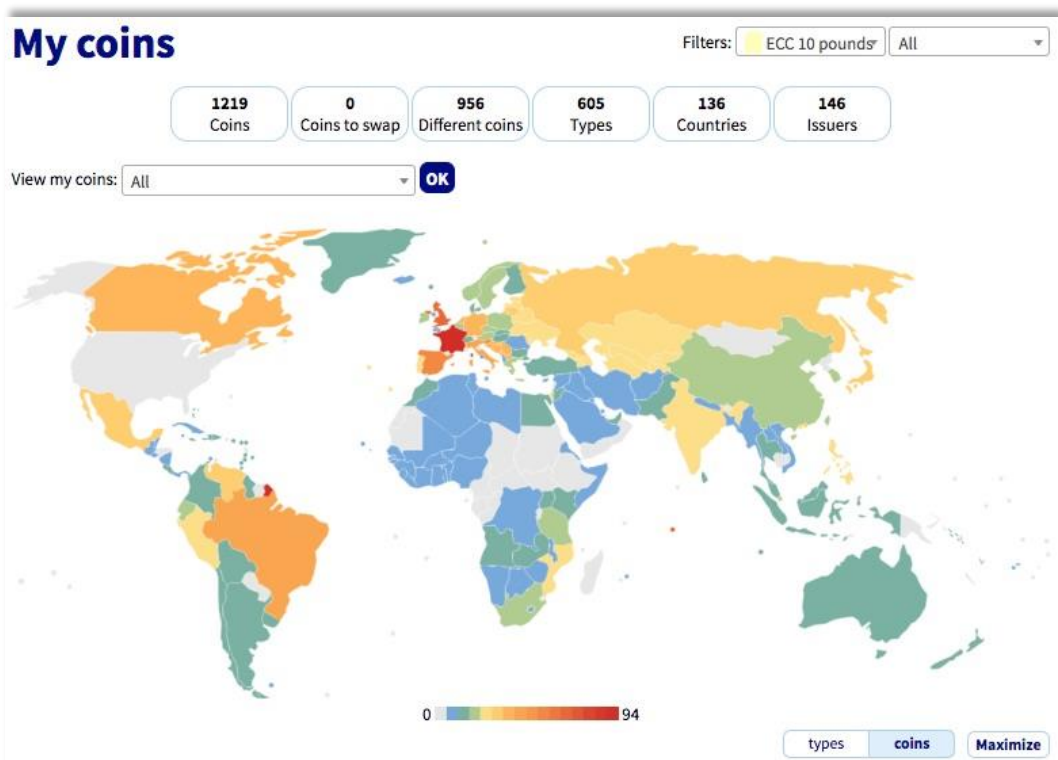 My coins
Filters: ECC 10 pounds All
1219 0 956 605 136 146
Coins Coins to swap Different coins Types Countries Issuers
View my coins: All OK
0 94
types coins Maximize